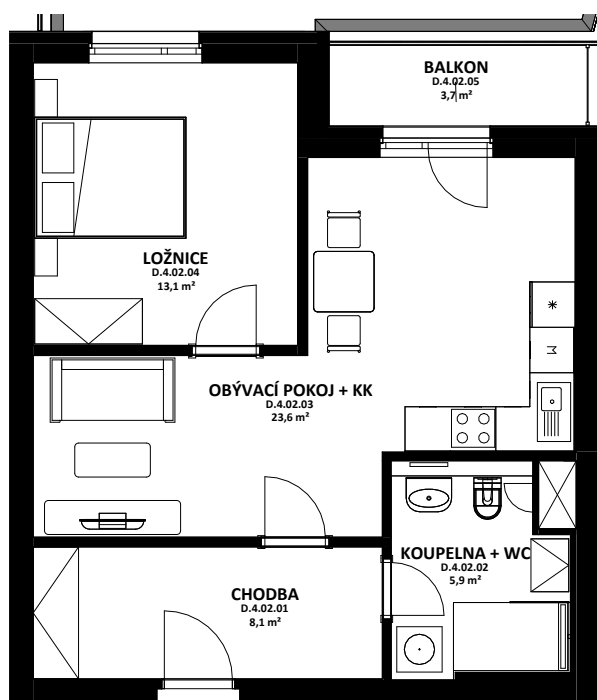 BALKON
D.4.02.05
3,7 m²
LOŽNICE
D.4.02.04
13,1 m²
OBÝVACÍ POKOJ + KK
D.4.02.03
23,6 m²
M
KOUPELNA + WC
D.4.02.02
5,9 m²
CHODBA
D.4.02.01
8,1 m²